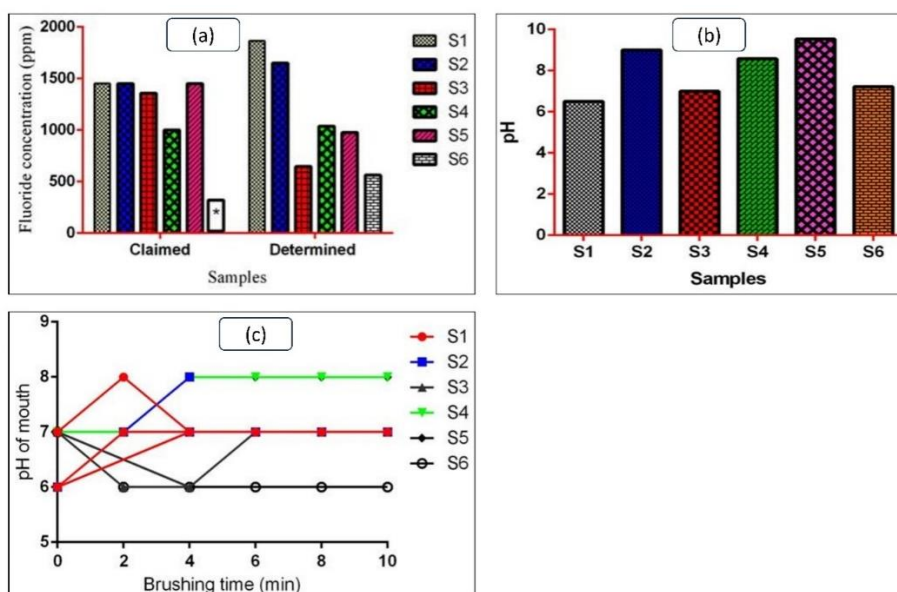 (a)
Fluoride concentration (ppm)
2000
1500
1000
500
0
*
Claimed
Determined
Samples
S1
S2
S3
S4
S5
S6
(b)
pH
10
8
6
4
2
0
S1 S2 S3 S4 S5 S6
Samples
(c)
pH of mouth
9
8
7
6
5
0 2 4 6 8 10
Brushing time (min)
S1
S2
S3
S4
S5
S6